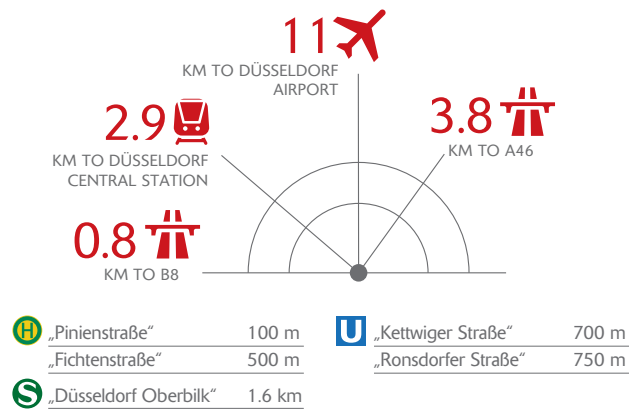 11
KM TO DÜSSELDORF
AIRPORT
2.9
KM TO DÜSSELDORF
CENTRAL STATION
3.8
KM TO A46
0.8
KM TO B8
H „Pinienstraße“ 100 m
„Fichtenstraße“ 500 m
S „Düsseldorf Oberbilk“ 1.6 km
U „Kettwiger Straße“ 700 m
„Ronsdorfer Straße“ 750 m